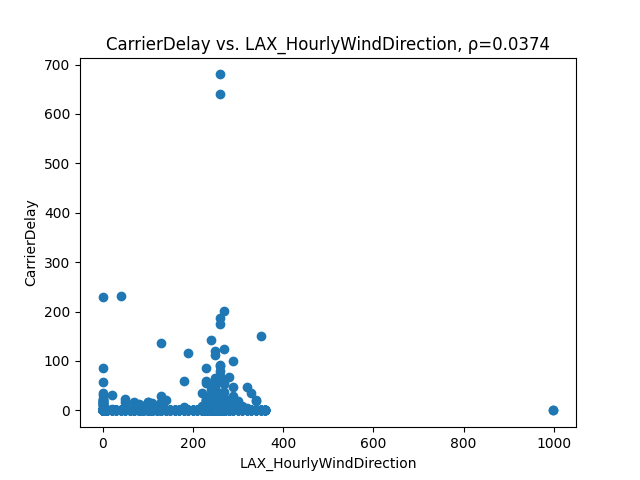 CarrierDelay vs. LAX_HourlyWindDirection, ρ=0.0374
700
600
500
400
300
200
100
0
CarrierDelay
0 200 400 600 800 1000
LAX_HourlyWindDirection